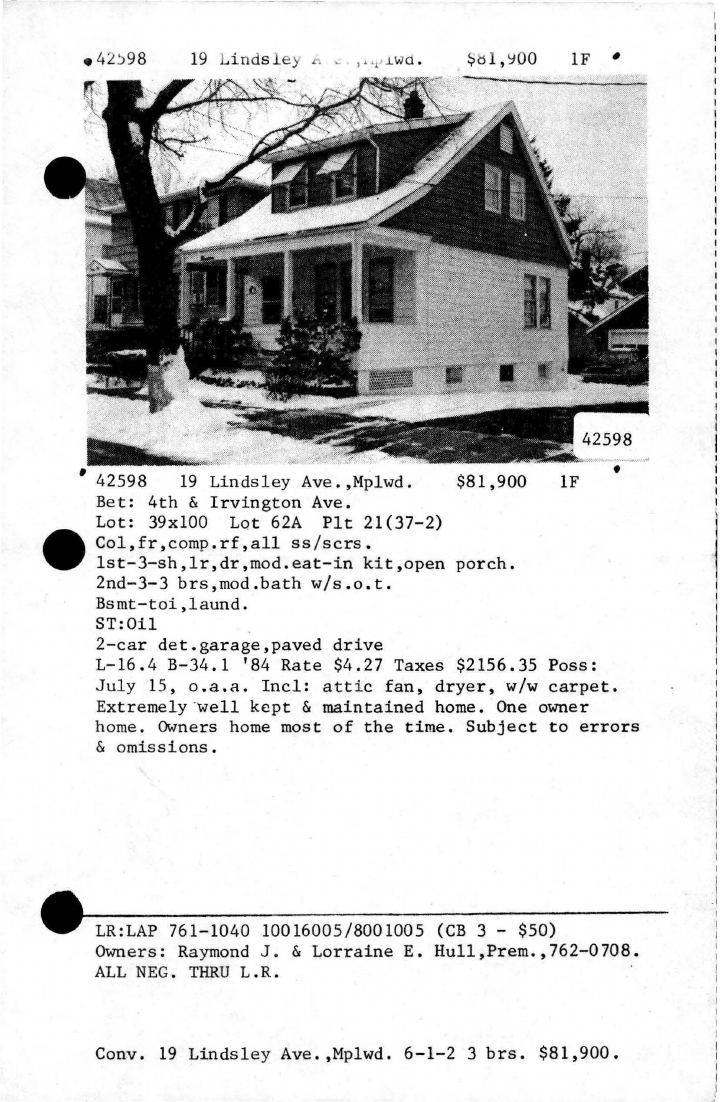 42598 19 Lindsley $81,900 1F
42598
42598 19 Lindsley Ave.,Mplwd. $81,900 1F
Bet: 4th & Irvington Ave.
Lot: 39x100 Lot 62A Plt 21(37-2)
Col,fr,comp.rf,all ss/scrs.
1st-3-sh,lr,dr,mod.eat-in kit,open porch.
2nd-3-3 brs,mod.bath w/s.o.t.
Bsmt-toi,laund.
ST:Oil
2-car det.garage,paved drive
L-16.4 B-34.1 '84 Rate $4.27 Taxes $2156.35 Poss:
July 15, o.a.a. Incl: attic fan, dryer, w/w carpet.
Extremely well kept & maintained home. One owner
home. Owners home most of the time. Subject to errors
& omissions.
LR:LAP 761-1040 10016005/8001005 (CB 3 - $50)
Owners: Raymond J. & Lorraine E. Hull,Prem.,762-0708.
ALL NEG. THRU L.R.
Conv. 19 Lindsley Ave.,Mplwd. 6-1-2 3 brs. $81,900.